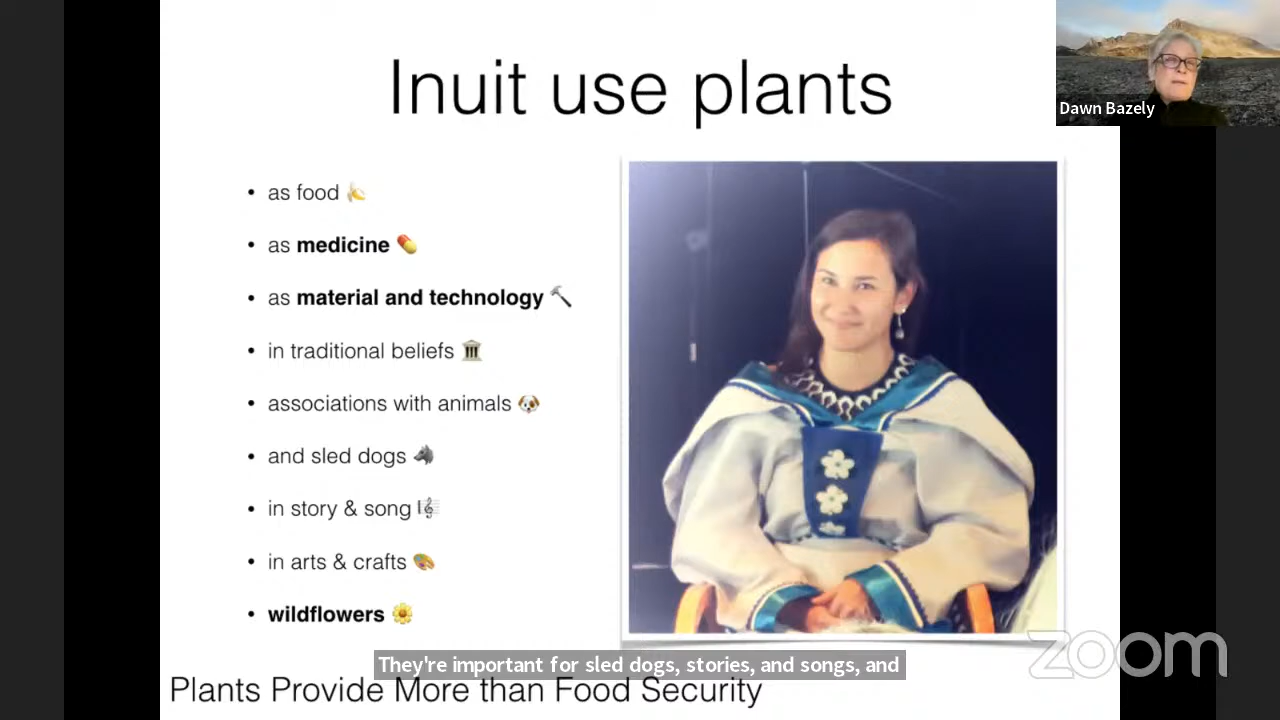 Inuit use plants
Dawn Bazely
• as food
• as medicine
• as material and technology
• in traditional beliefs
• associations with animals
• and sled dogs
• in story & song
• in arts & crafts
• wildflowers
They're important for sled dogs, stories, and songs, and
zoom
Plants Provide More than Food Security